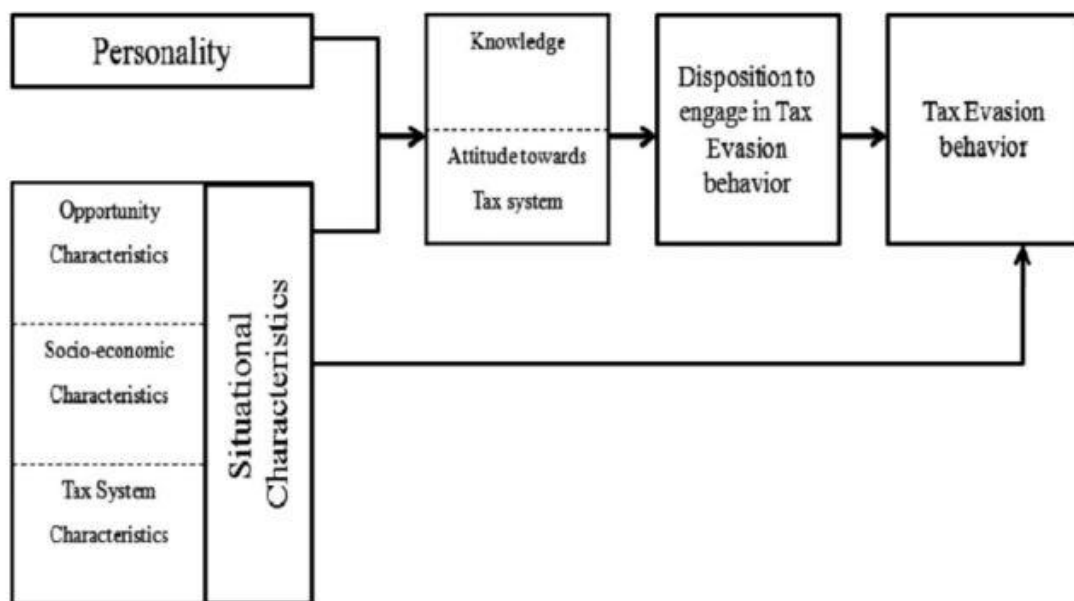 Personality
Opportunity
Characteristics
Socio-economic
Characteristics
Tax System
Characteristics
Situational
Characteristics
Knowledge
Attitude towards
Tax system
Disposition to
engage in Tax
Evasion
behavior
Tax Evasion
behavior